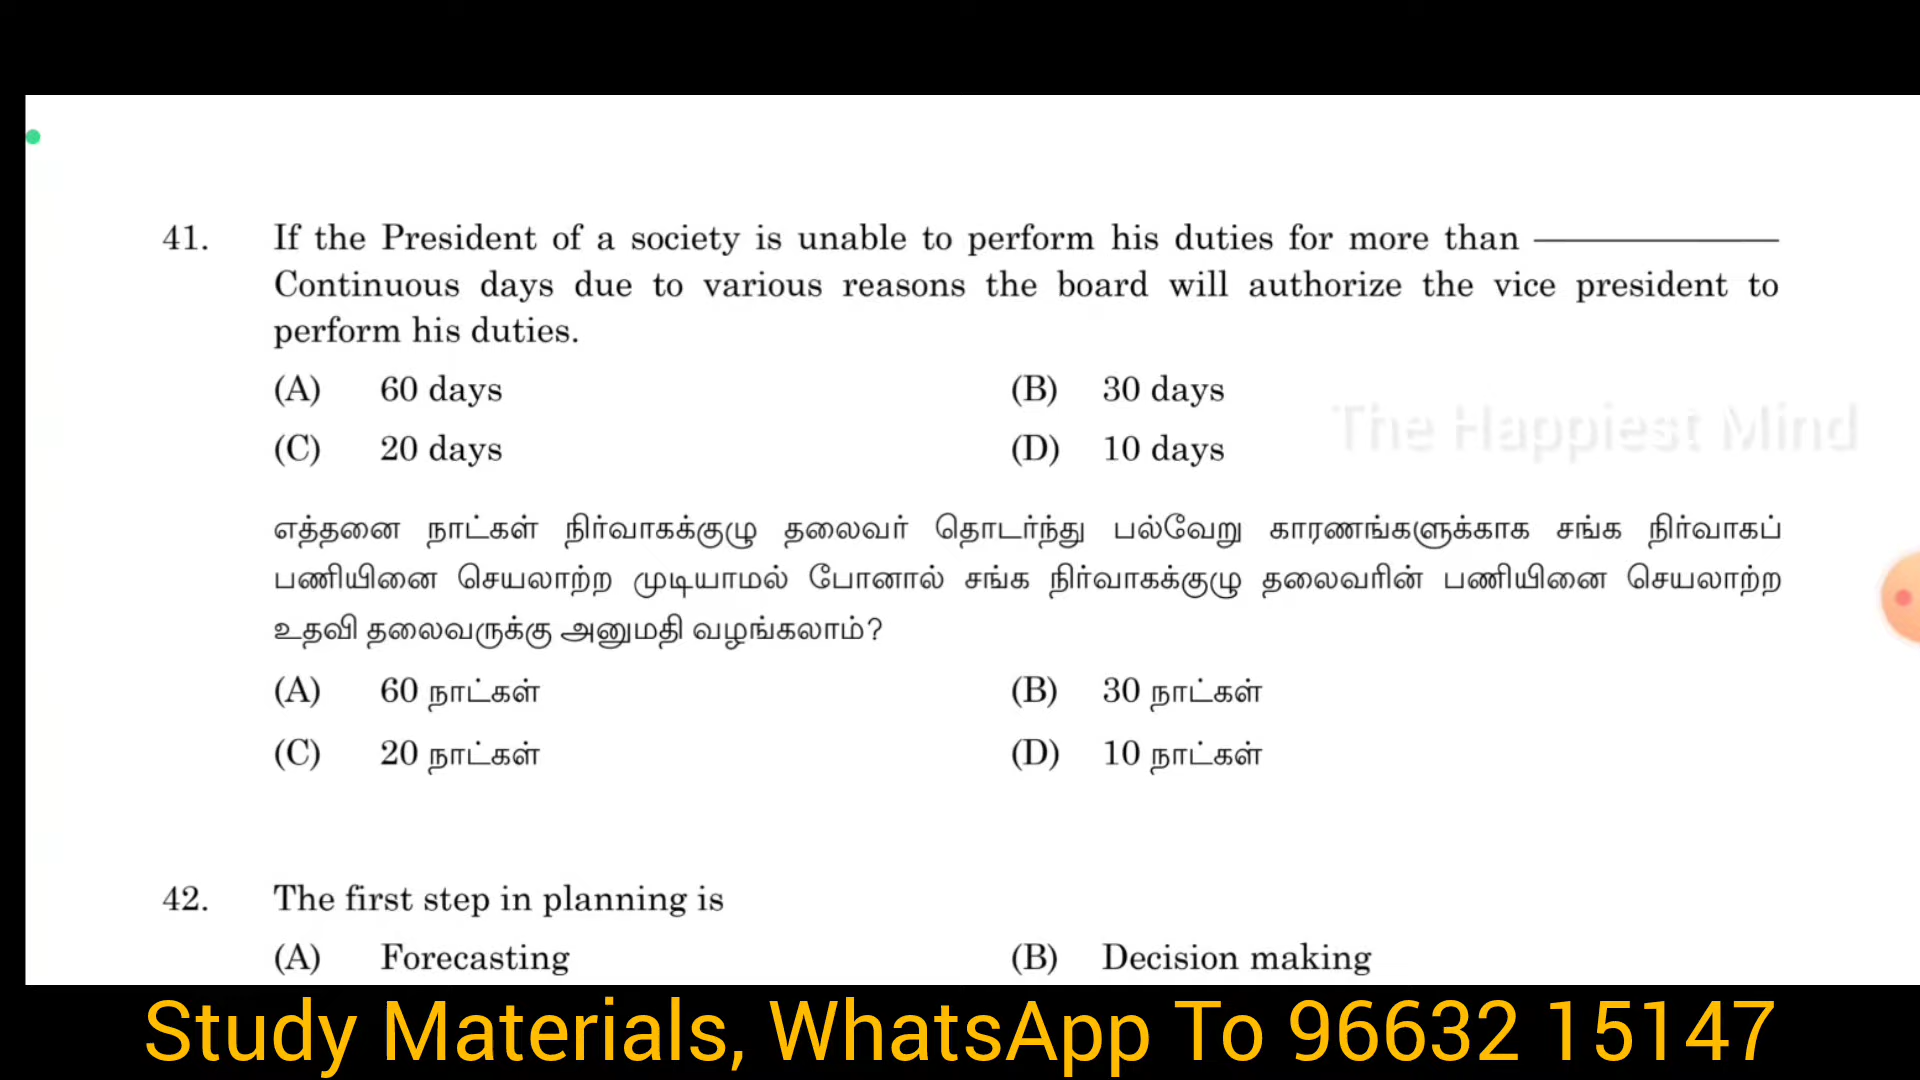 41. If the President of a society is unable to perform his duties for more than ————
Continuous days due to various reasons the board will authorize the vice president to
perform his duties.
(A) 60 days (B) 30 days
The Happiest Mind
(C) 20 days (D) 10 days
எத்தனை நாட்கள் நிர்வாகக்குழு தலைவர் தொடர்ந்து பல்வேறு காரணங்களுக்காக சங்க நிர்வாகப்
பணியினை செயலாற்ற முடியாமல் போனால் சங்க நிர்வாகக்குழு தலைவரின் பணியினை செயலாற்ற
உதவி தலைவருக்கு அனுமதி வழங்கலாம்?
(A) 60 நாட்கள் (B) 30 நாட்கள்
(C) 20 நாட்கள் (D) 10 நாட்கள்
42. The first step in planning is
(A) Forecasting (B) Decision making
Study Materials, WhatsApp To 96632 15147